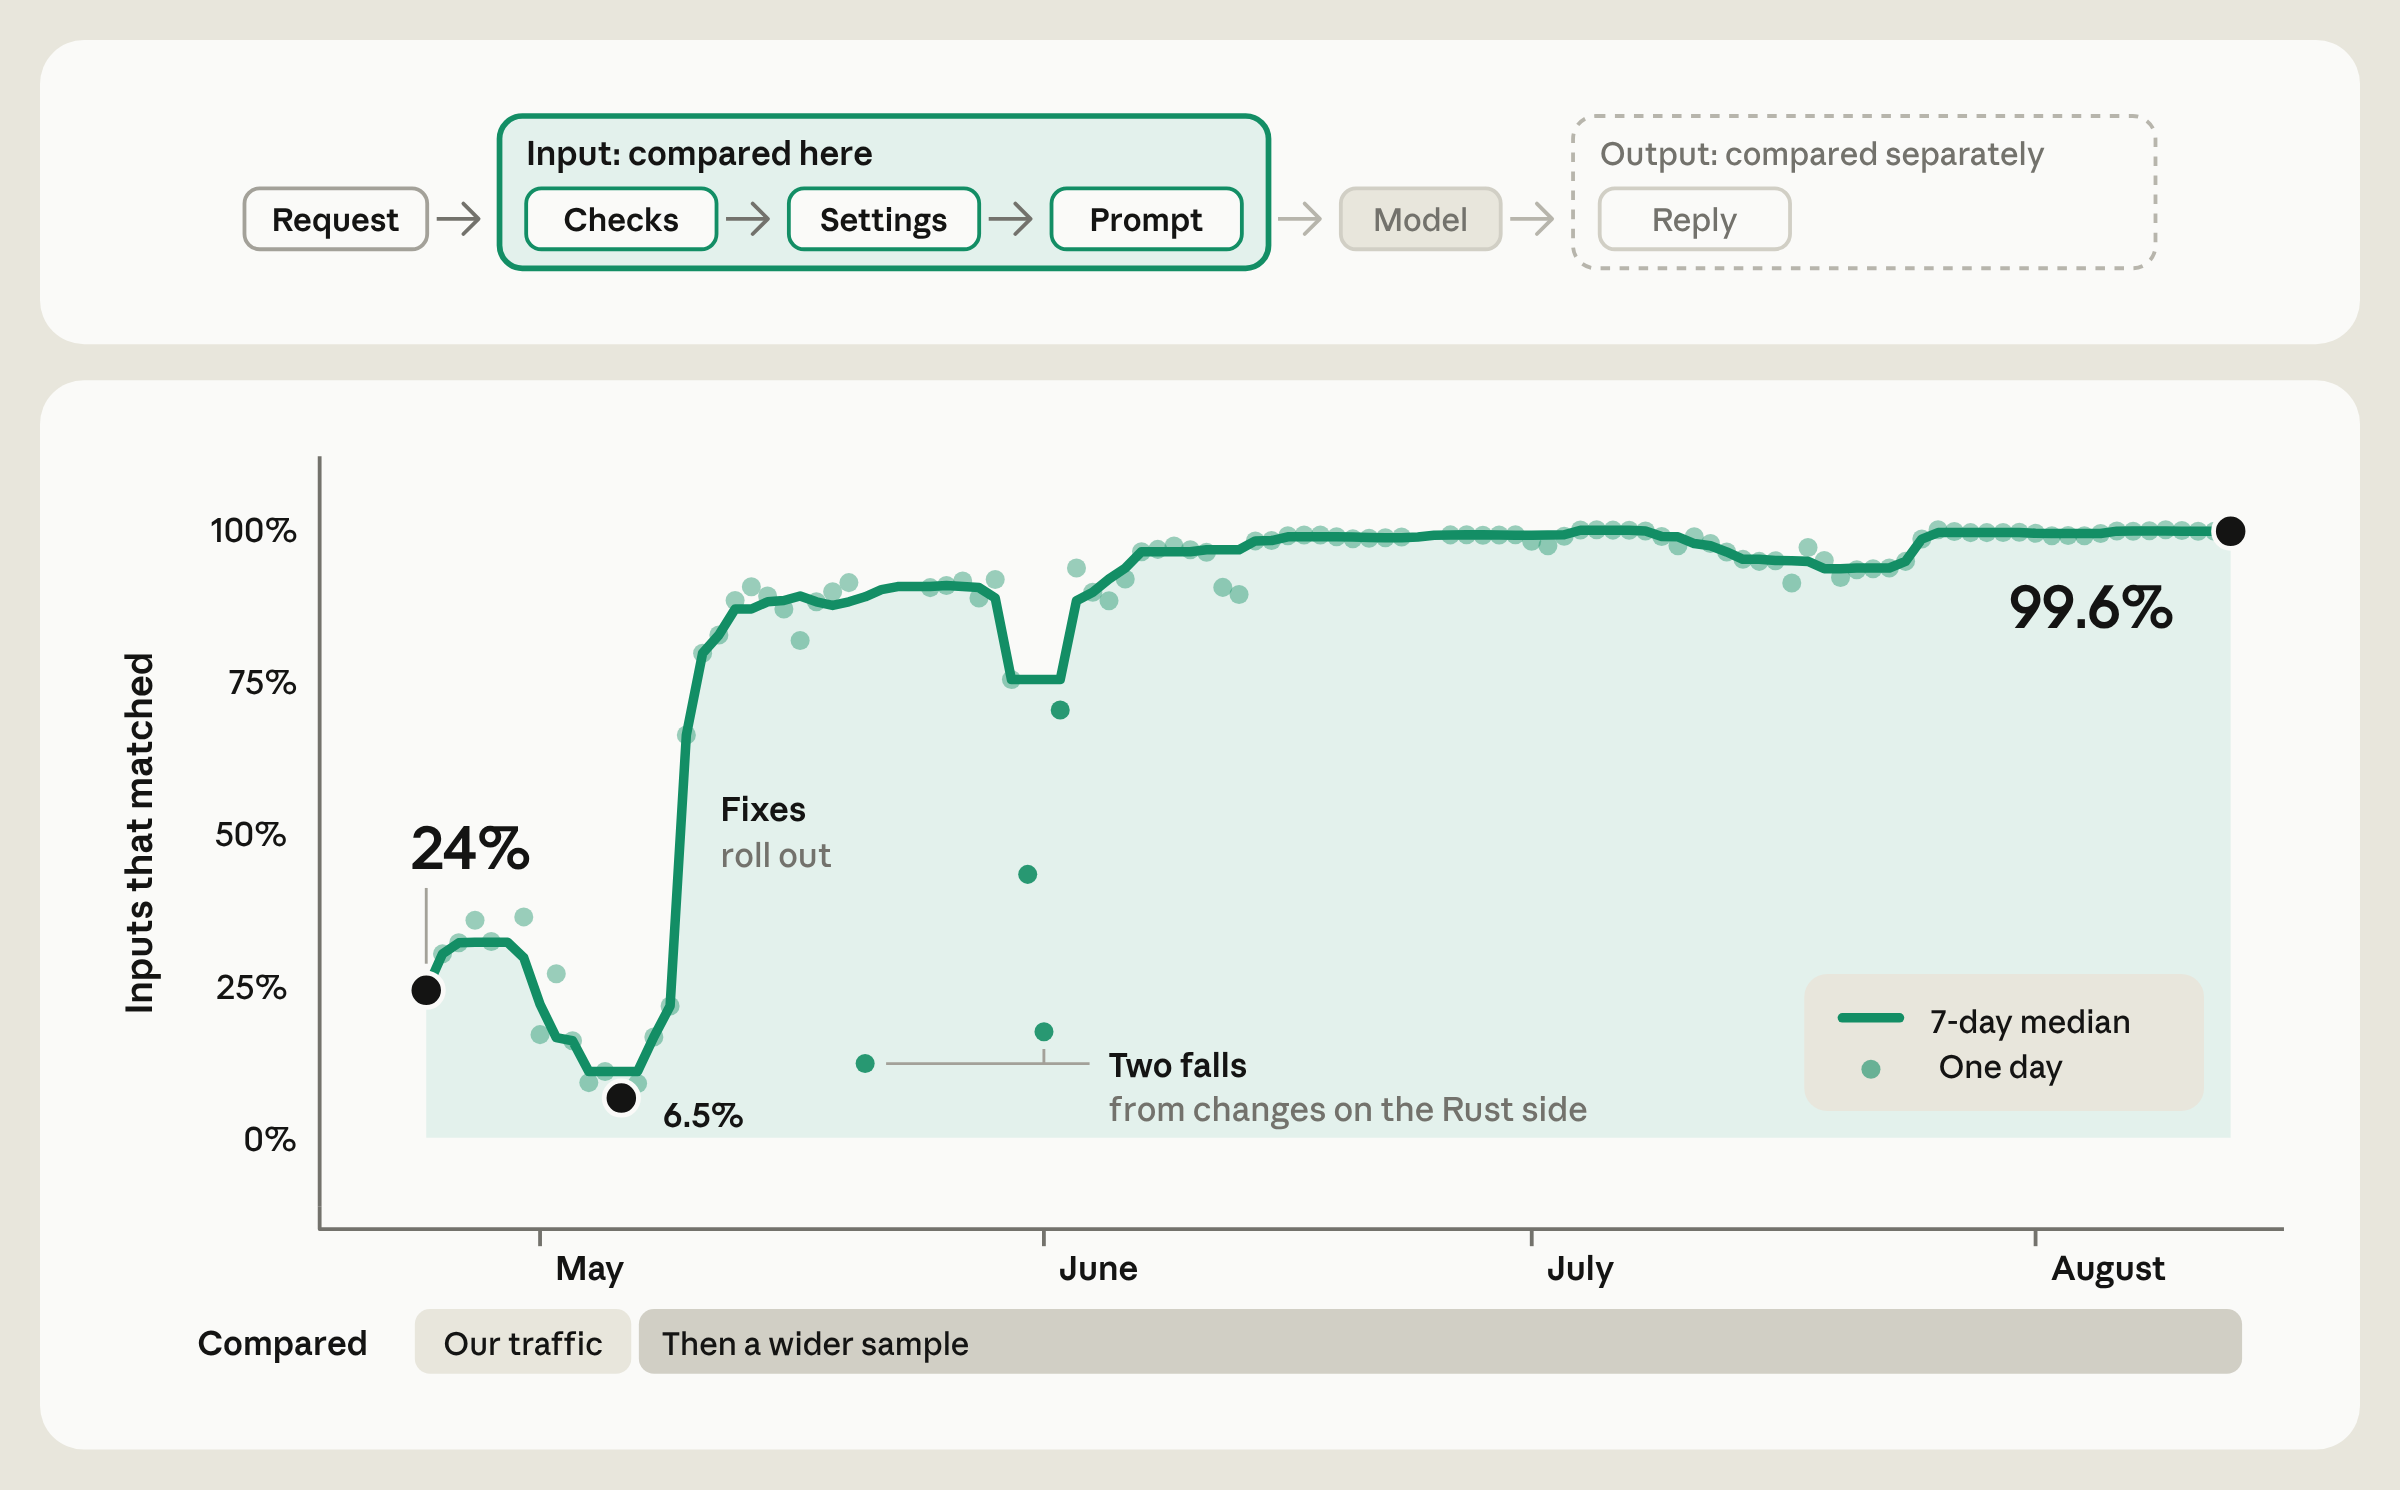 Input: compared here
Output: compared separately
Request
Checks
Settings
Prompt
Model
Reply
Inputs that matched
100%
75%
50%
25%
0%
24%
6.5%
Fixes
roll out
Two falls
from changes on the Rust side
99.6%
7-day median
One day
May
June
July
August
Compared
Our traffic
Then a wider sample